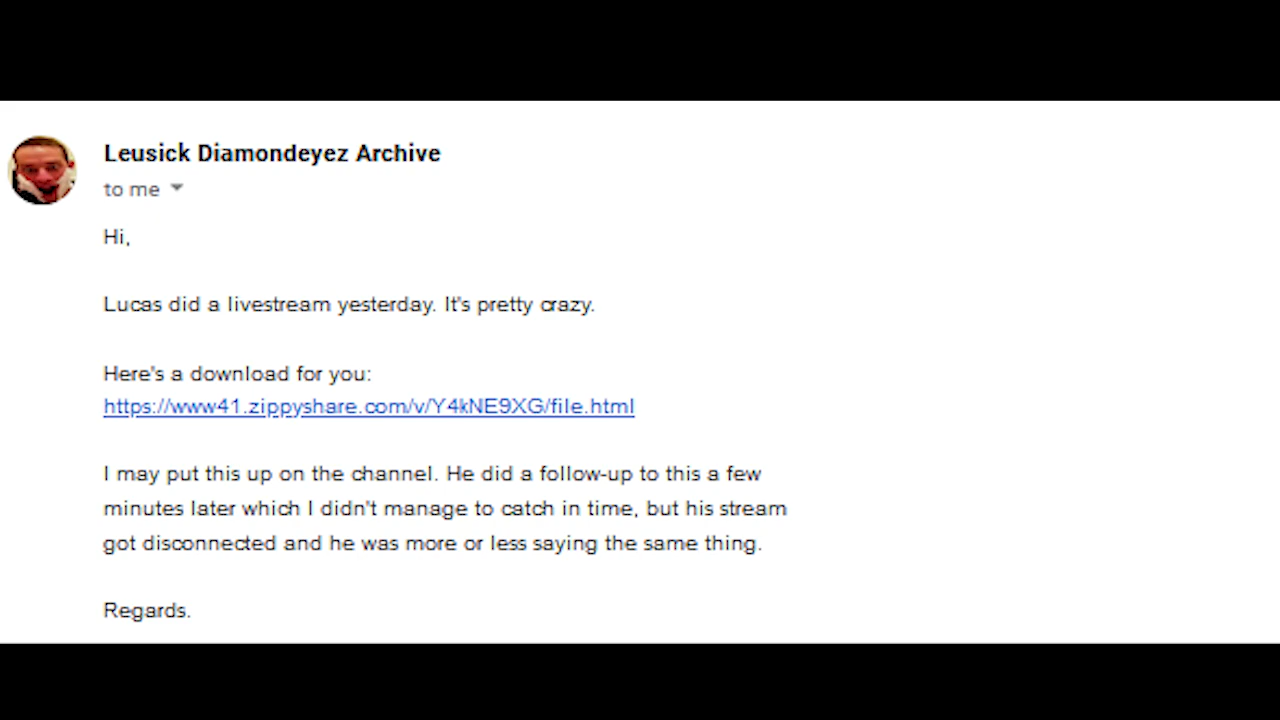 Leusick Diamondeyez Archive
to me
Hi,
Lucas did a livestream yesterday. It's pretty crazy.
Here's a download for you:
https://www41.zippyshare.com/v/Y4kNE9XG/file.html
I may put this up on the channel. He did a follow-up to this a few
minutes later which I didn't manage to catch in time, but his stream
got disconnected and he was more or less saying the same thing.
Regards.